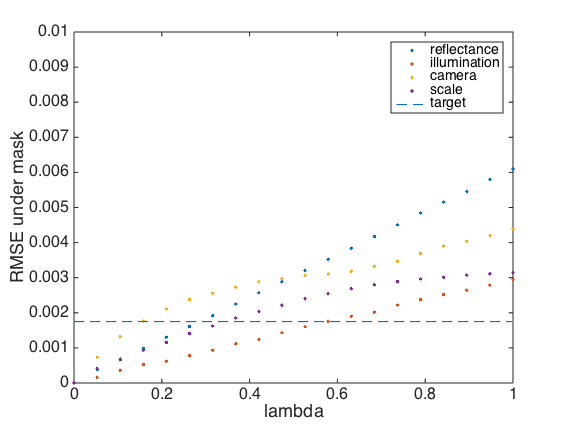 0.01
0.009
0.008
0.007
0.006
0.005
0.004
0.003
0.002
0.001
0
RMSE under mask
reflectance
illumination
camera
scale
target
0 0.2 0.4 0.6 0.8 1
lambda